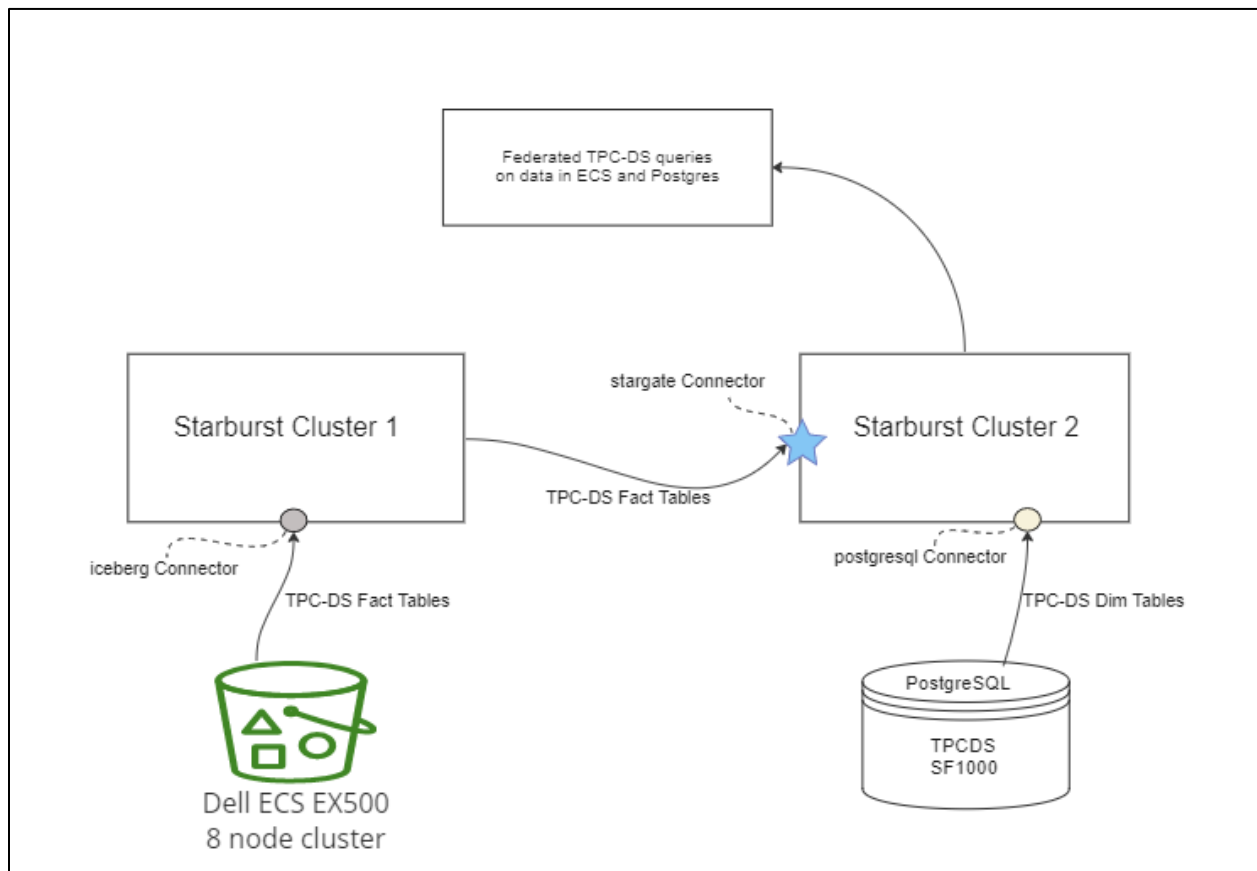 Federated TPC-DS queries
on data in ECS and Postgres
stargate Connector
Starburst Cluster 1
Starburst Cluster 2
TPC-DS Fact Tables
iceberg Connector
postgresql Connector
TPC-DS Fact Tables
TPC-DS Dim Tables
PostgreSQL
TPCDS
SF1000
Dell ECS EX500
8 node cluster